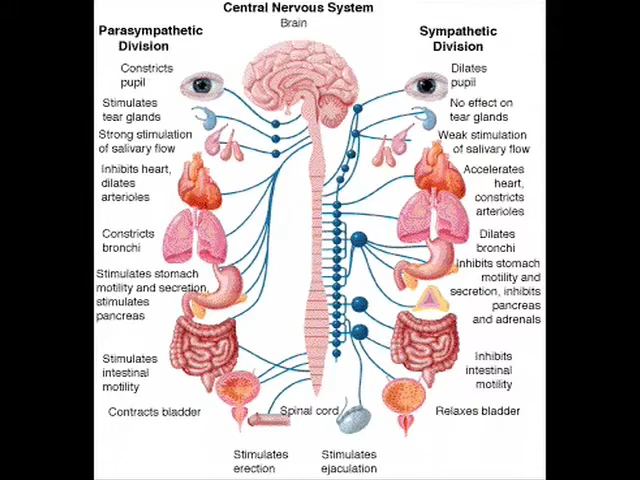 Central Nervous System
Brain
Parasympathetic
Division
Sympathetic
Division
Constricts
pupil
Dilates
pupil
Stimulates
tear glands
No effect on
tear glands
Strong stimulation
of salivary flow
Weak stimulation
of salivary flow
Inhibits heart,
dilates
arterioles
Accelerates
heart,
constricts
arterioles
Constricts
bronchi
Dilates
bronchi
Stimulates stomach
motility and secretion,
stimulates
pancreas
Inhibits stomach
motility and
secretion, inhibits
pancreas
and adrenals
Stimulates
intestinal
motility
Inhibits
intestinal
motility
Contracts bladder
Spinal cord
Relaxes bladder
Stimulates
erection
Stimulates
ejaculation